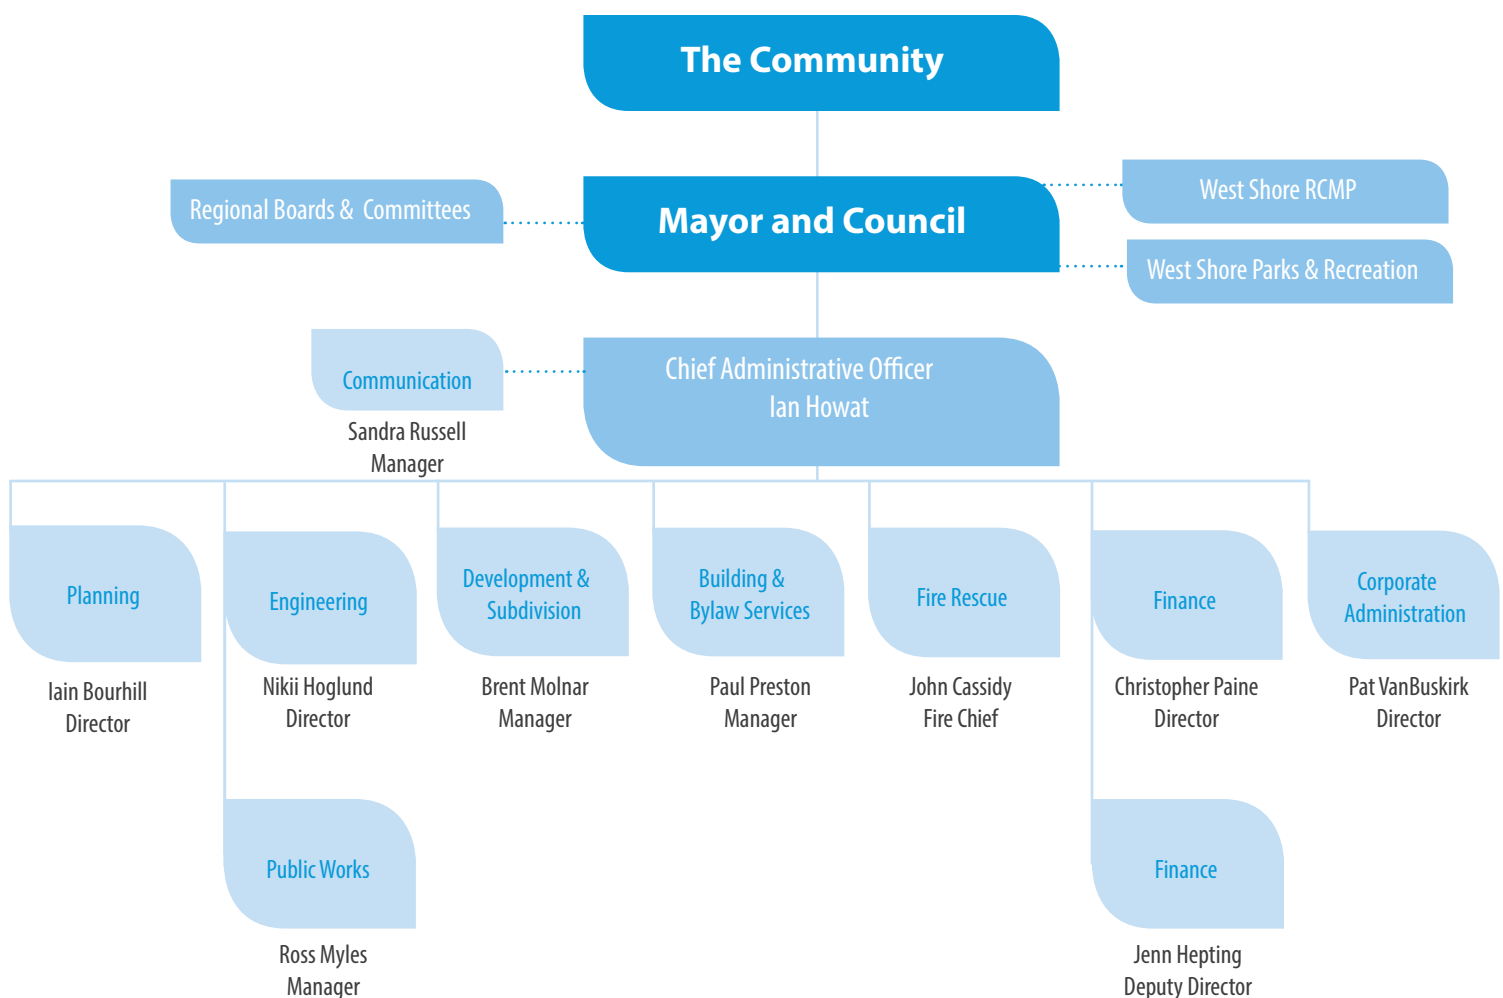 The Community
Regional Boards & Committees
Mayor and Council
West Shore RCMP
West Shore Parks & Recreation
Communication
Sandra Russell
Manager
Chief Administrative Officer
Ian Howat
Planning
Iain Bourhill
Director
Engineering
Nikii Hoglund
Director
Development &
Subdivision
Brent Molnar
Manager
Building &
Bylaw Services
Paul Preston
Manager
Fire Rescue
John Cassidy
Fire Chief
Finance
Christopher Paine
Director
Corporate
Administration
Pat VanBuskirk
Director
Public Works
Ross Myles
Manager
Finance
Jenn Hepting
Deputy Director